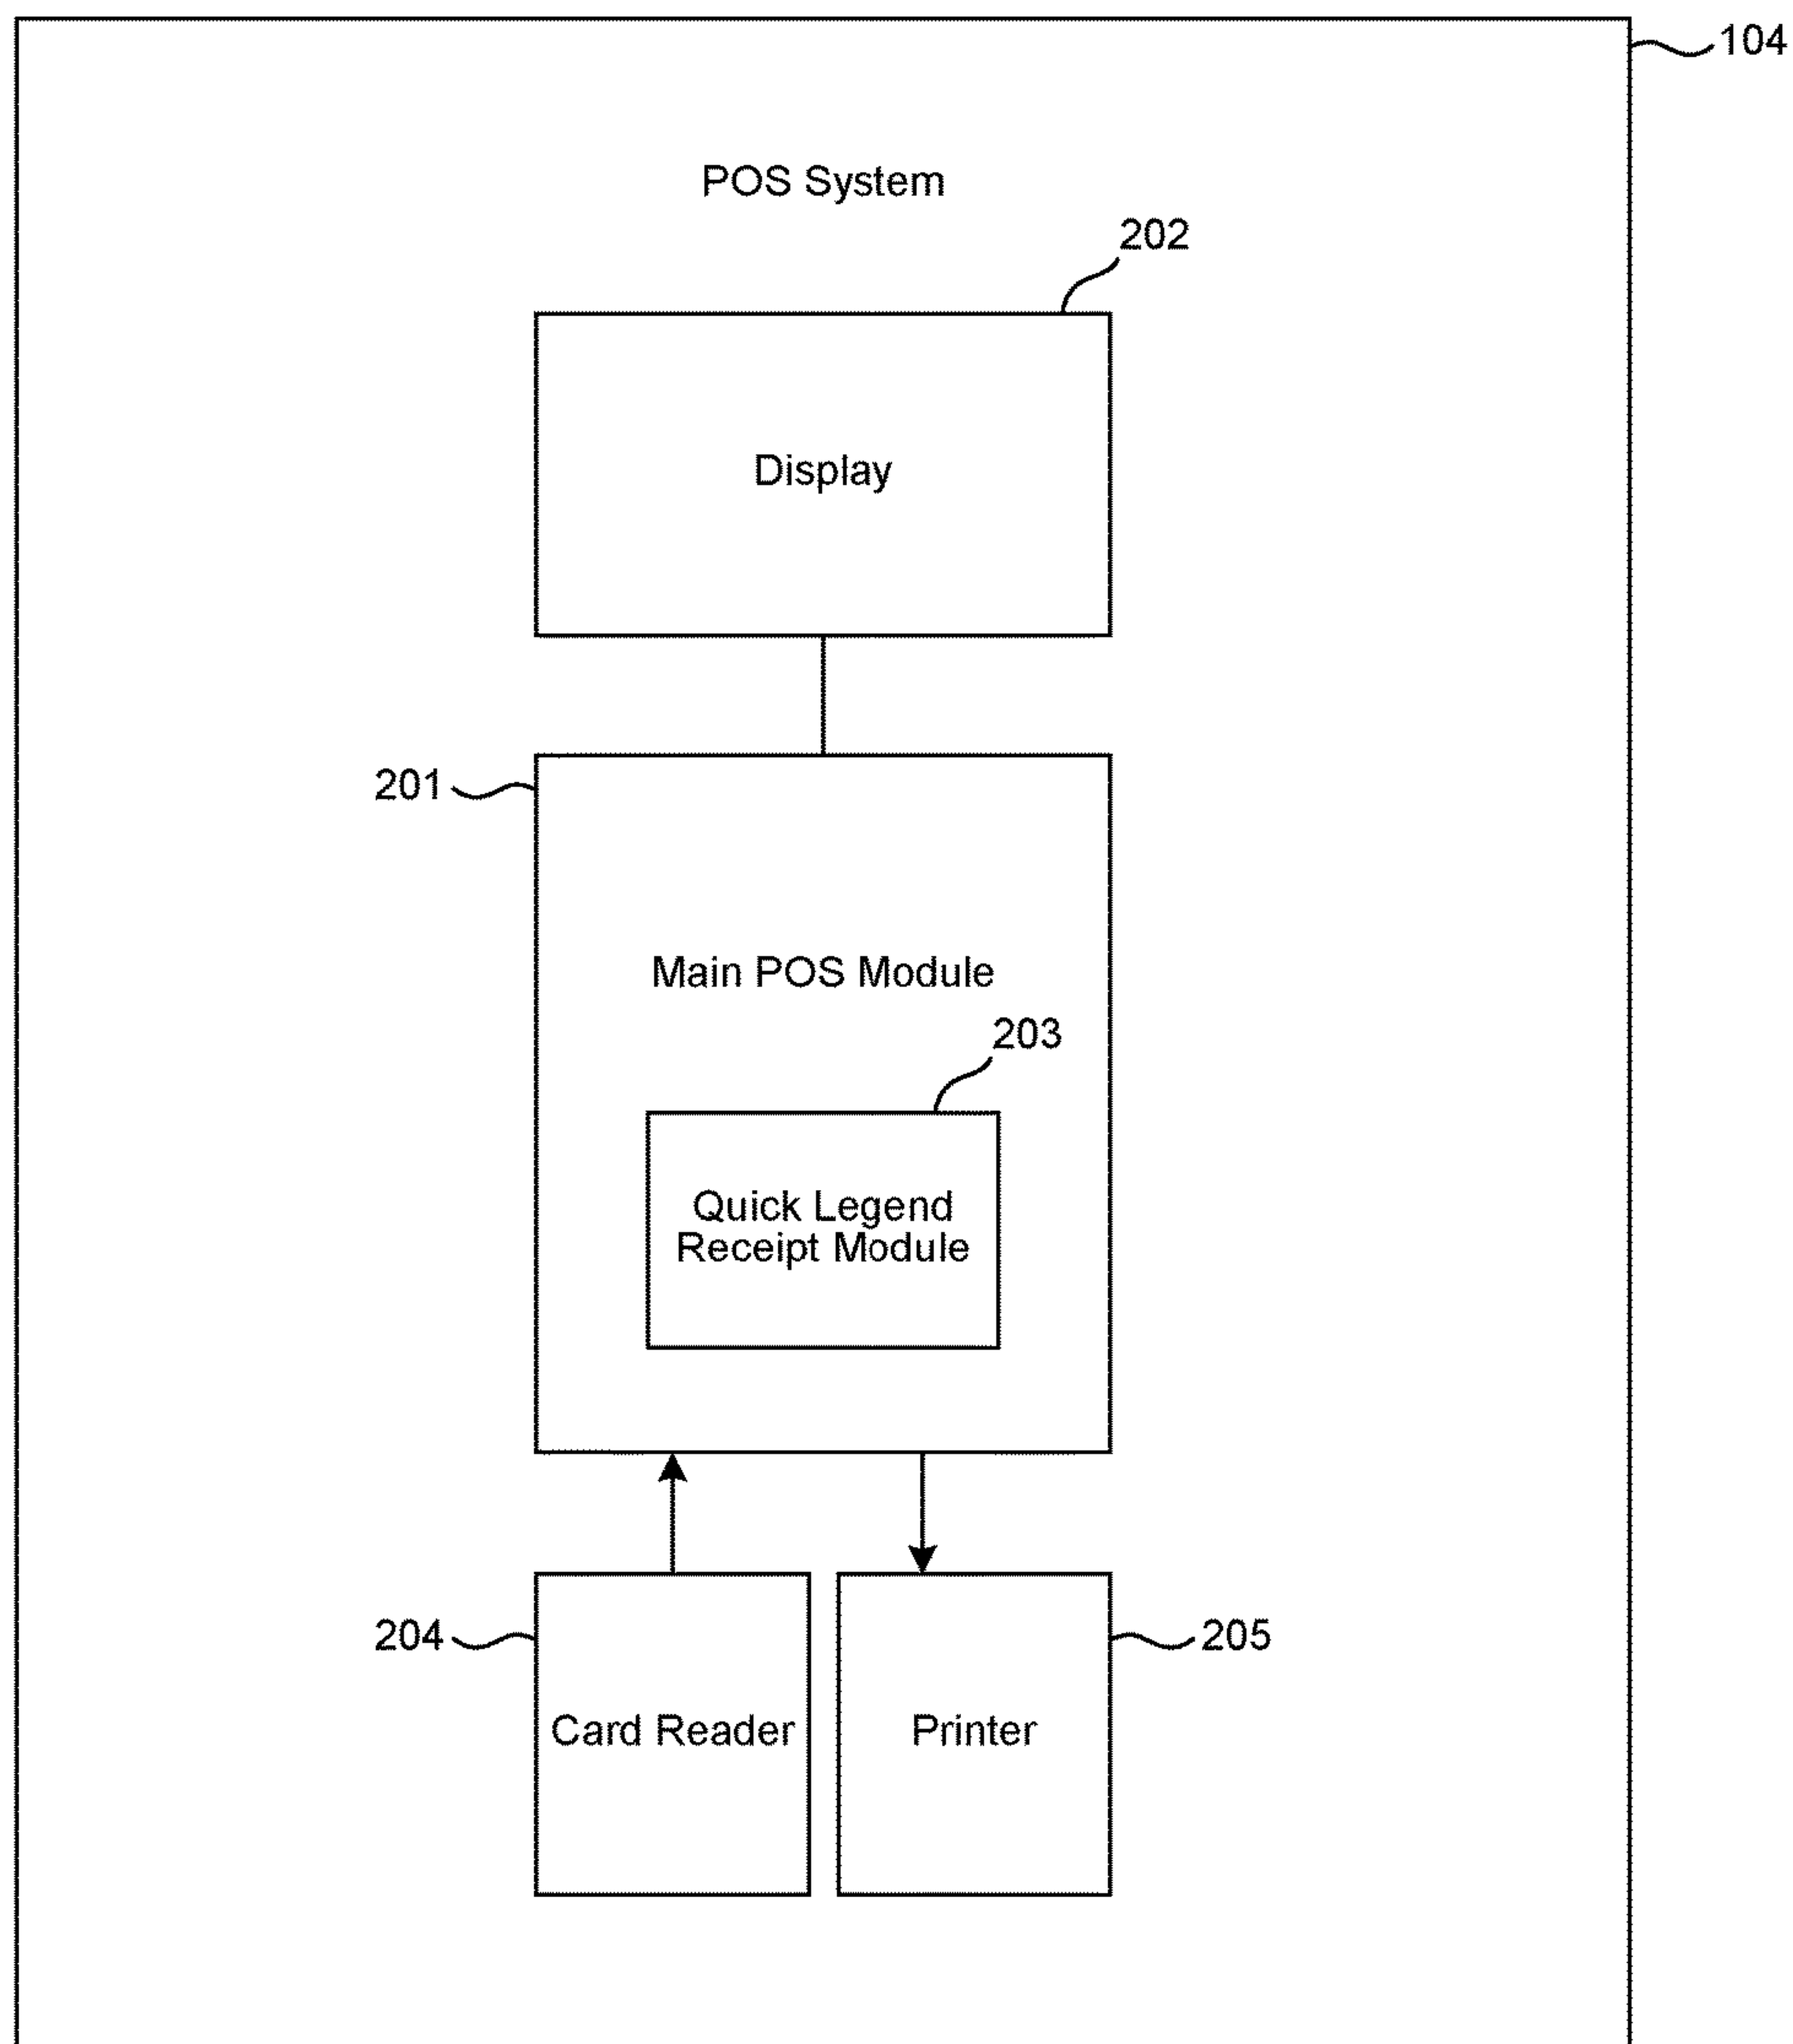 104
POS System
202
Display
201
Main POS Module
203
Quick Legend
Receipt Module
204
205
Card Reader
Printer